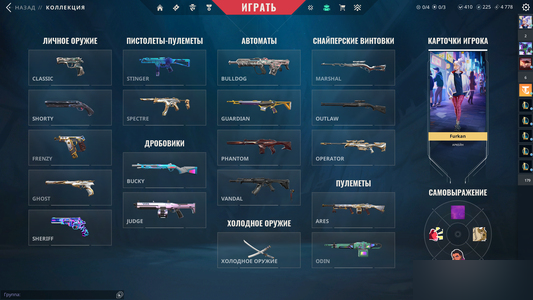 НАЗАД // КОЛЛЕКЦИЯ
ИГРАТЬ
0/4 0/3 410 225 4 778
ЛИЧНОЕ ОРУЖИЕ
CLASSIC
SHORTY
FRENZY
GHOST
SHERIFF
ПИСТОЛЕТЫ-ПУЛЕМЕТЫ
STINGER
SPECTRE
ДРОБОВИКИ
BUCKY
JUDGE
АВТОМАТЫ
BULLDOG
GUARDIAN
PHANTOM
VANDAL
ХОЛОДНОЕ ОРУЖИЕ
ХОЛОДНОЕ ОРУЖИЕ
СНАЙПЕРСКИЕ ВИНТОВКИ
MARSHAL
OUTLAW
OPERATOR
ПУЛЕМЕТЫ
ARES
ODIN
КАРТОЧКИ ИГРОКА
Furkan
САМОВЫРАЖЕНИЕ
Группа: